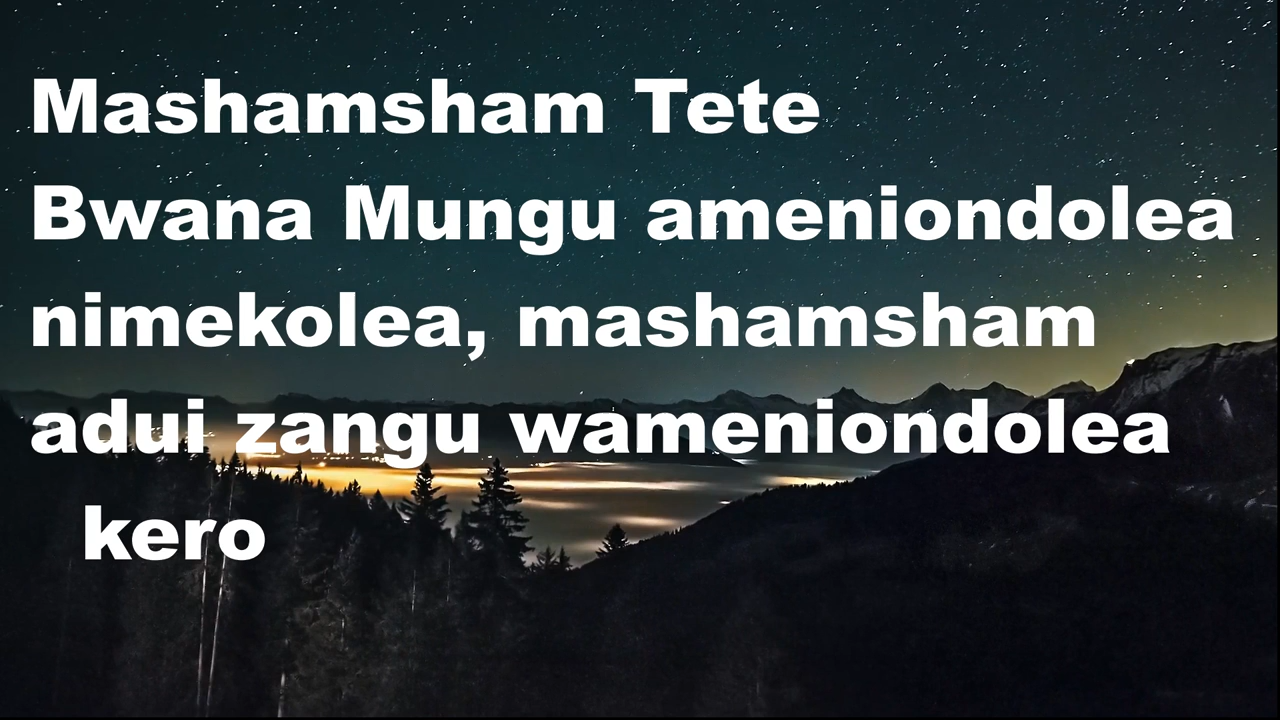 Mashamsham Tete
Bwana Mungu ameniondolea
nimekolea, mashamsham
adui zangu wameniondolea
kero